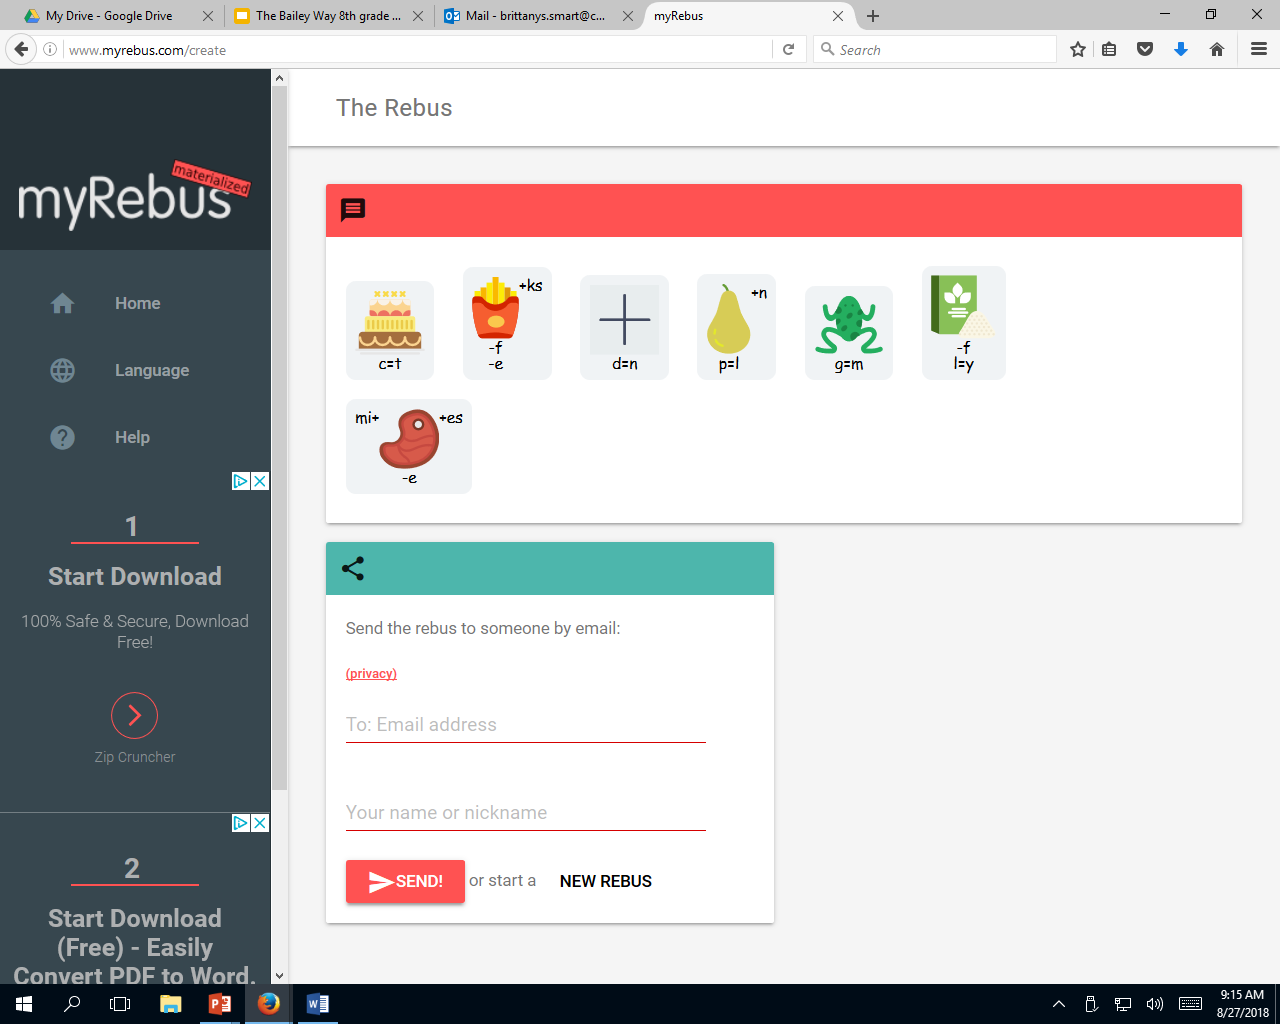 My Drive - Google Drive
The Bailey Way 8th grade ...
Mail - brittanys.smart@c...
myRebus
www.myrebus.com/create
Search
materialized
myRebus
Home
Language
Help
1
Start Download
100% Safe & Secure, Download
Free!
Zip Cruncher
2
Start Download
(Free) - Easily
Convert PDF to Word.
The Rebus
c=t
+ks
-f
-e
d=n
+n
p=l
g=m
-f
l=y
mi+
+es
-e
Send the rebus to someone by email:
(privacy)
To: Email address
Your name or nickname
SEND! or start a NEW REBUS
9:15 AM
8/27/2018